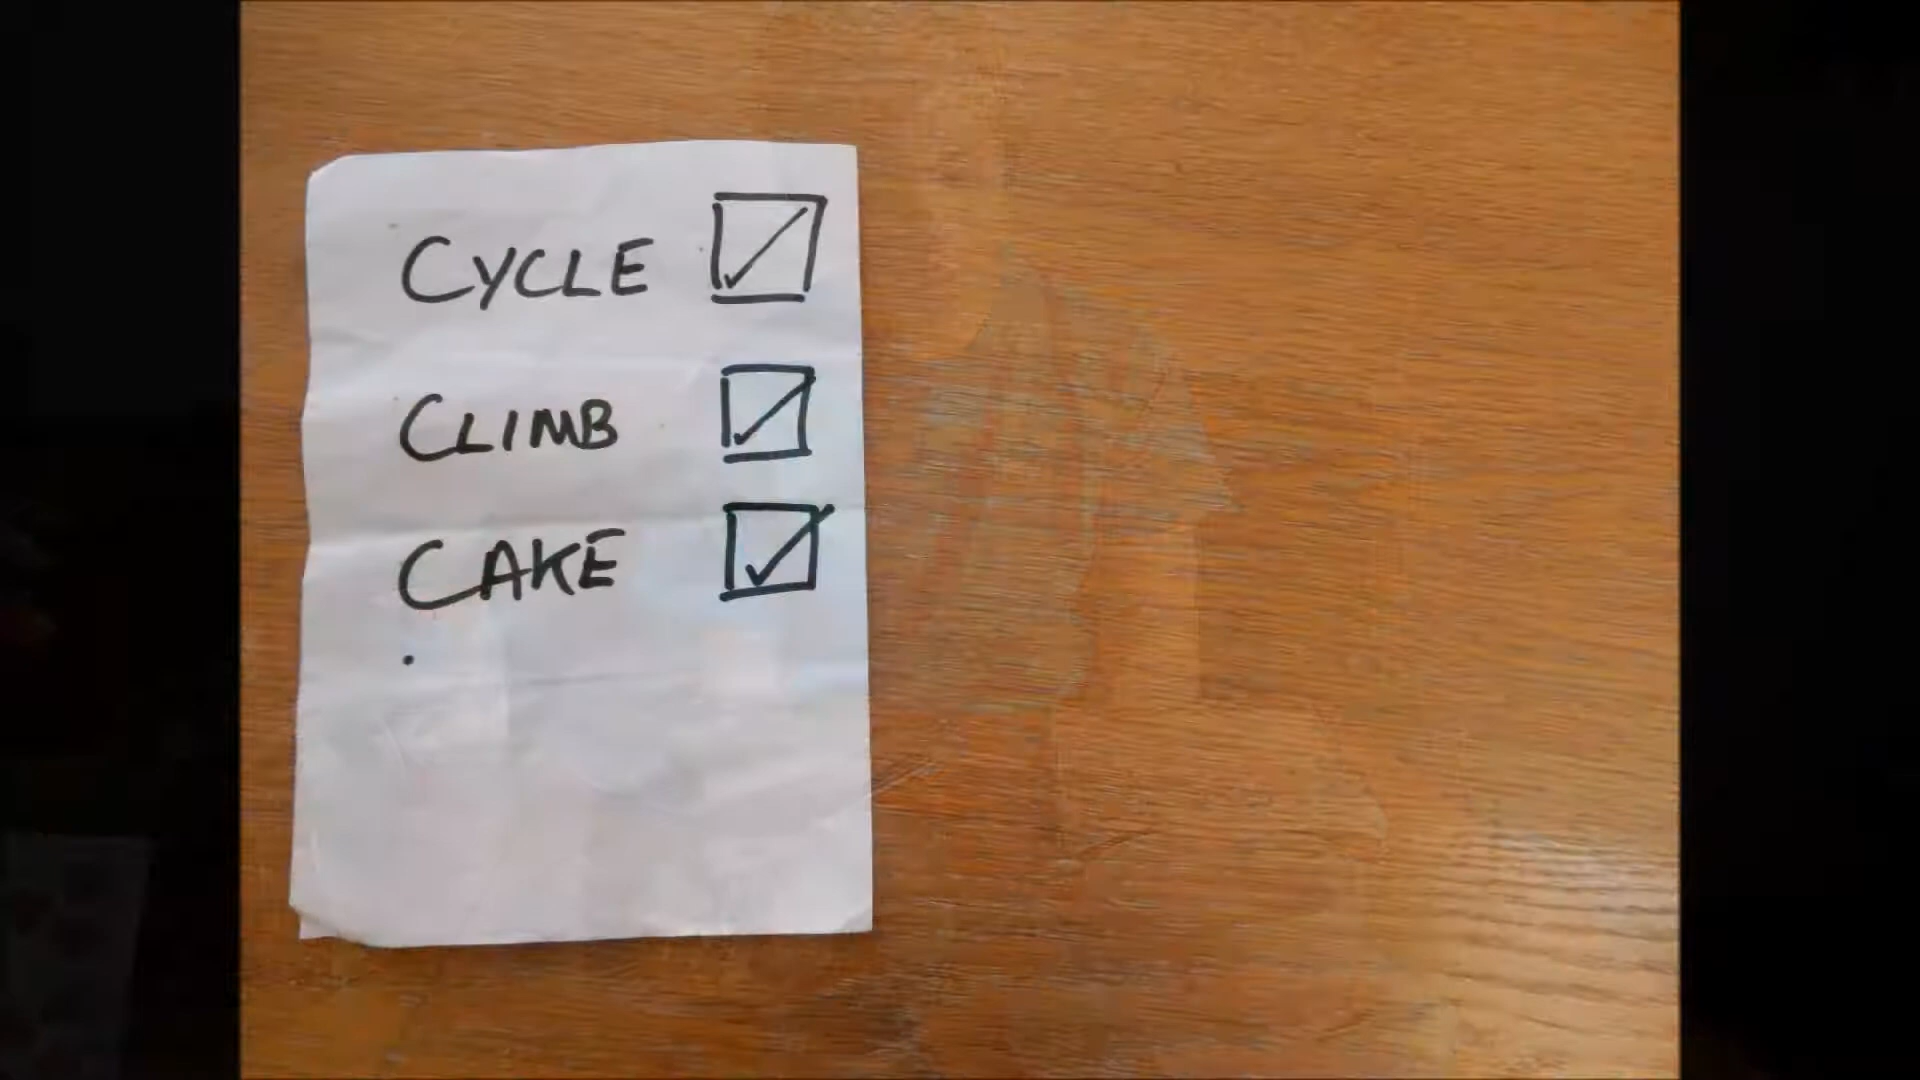 CYCLE ☑
CLIMB ☑
CAKE ☑
.